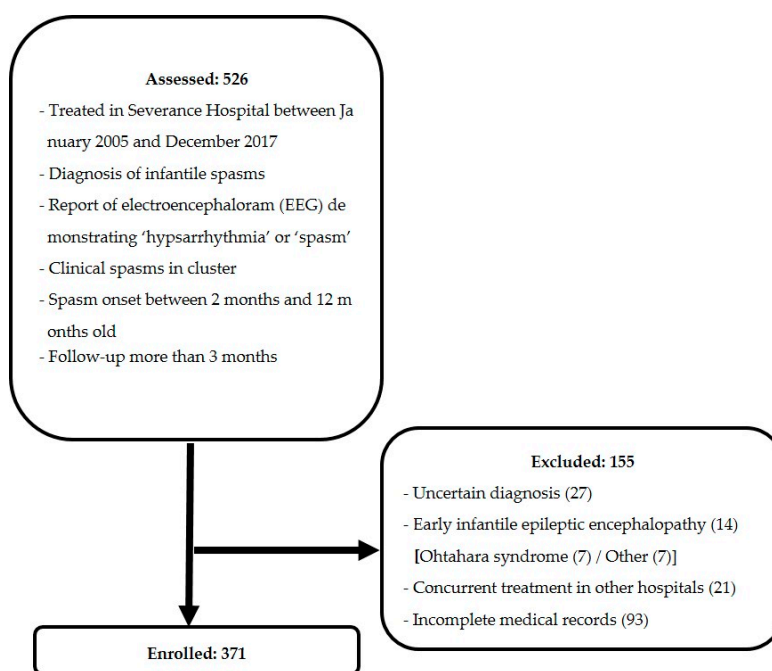 Assessed: 526
- Treated in Severance Hospital between Ja
nuary 2005 and December 2017
- Diagnosis of infantile spasms
- Report of electroencephaloram (EEG) de
monstrating ‘hypsarrhythmia’ or ‘spasm’
- Clinical spasms in cluster
- Spasm onset between 2 months and 12 m
onths old
- Follow-up more than 3 months
Excluded: 155
- Uncertain diagnosis (27)
- Early infantile epileptic encephalopathy (14)
[Ohtahara syndrome (7) / Other (7)]
- Concurrent treatment in other hospitals (21)
- Incomplete medical records (93)
Enrolled: 371